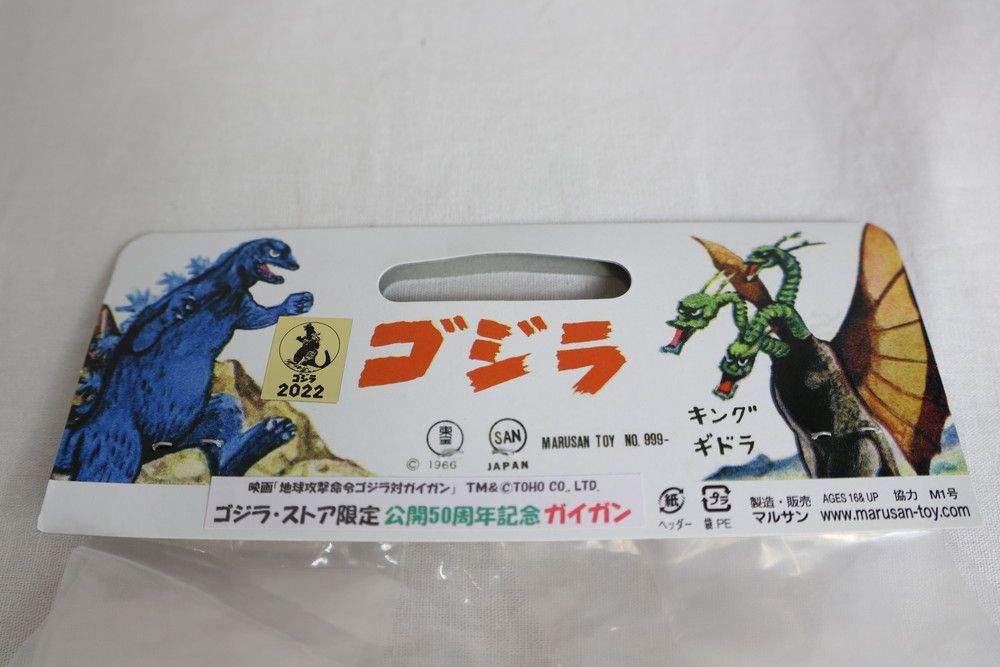 ゴジラ
ゴジラ
2022
東宝
© 1966
SAN
JAPAN
MARUSAN TOY NO. 999-
キング
ギドラ
映画「地球攻撃命令ゴジラ対ガイガン」 TM&©TOHO CO., LTD.
ゴジラ・ストア限定 公開50周年記念 ガイガン
紙
ヘッダー
プラ
袋 PE
製造・販売
マルサン
AGES 16& UP 協力 M1号
www.marusan-toy.com